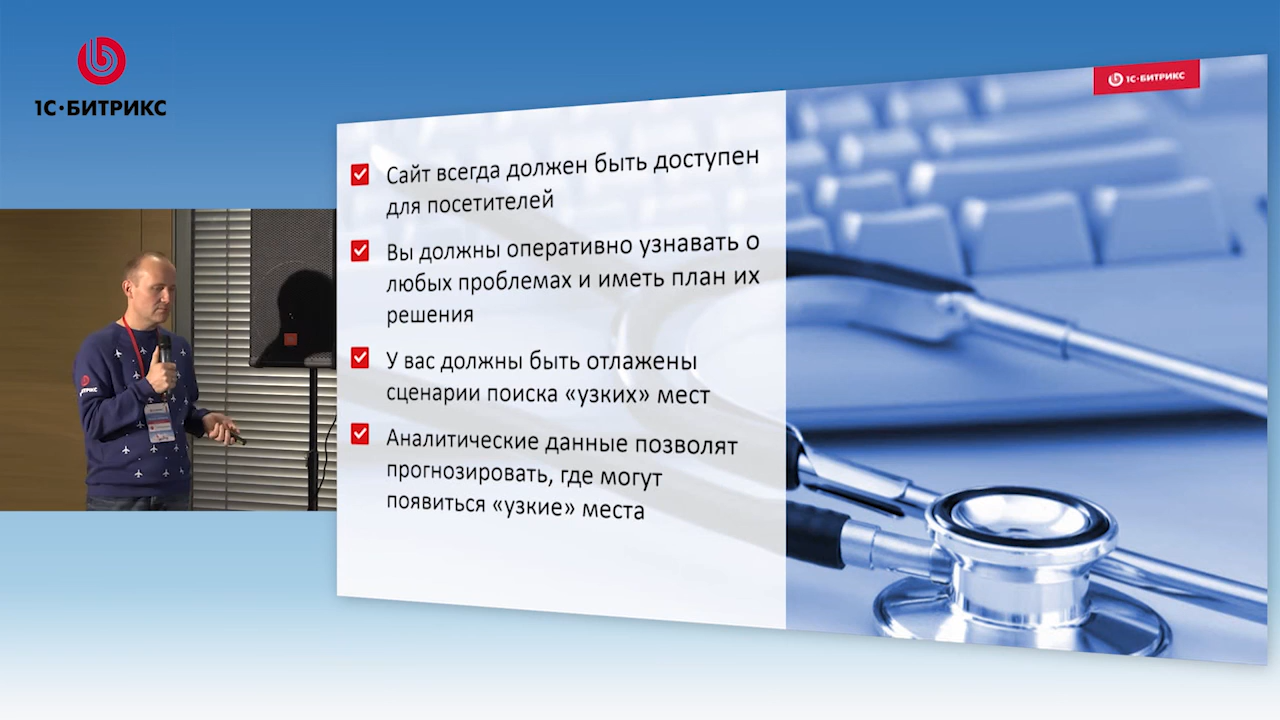 1С•БИТРИКС
1С•БИТРИКС
Сайт всегда должен быть доступен
для посетителей
Вы должны оперативно узнавать о
любых проблемах и иметь план их
решения
У вас должны быть отлажены
сценарии поиска «узких» мест
Аналитические данные позволят
прогнозировать, где могут
появиться «узкие» места
БИТРИКС